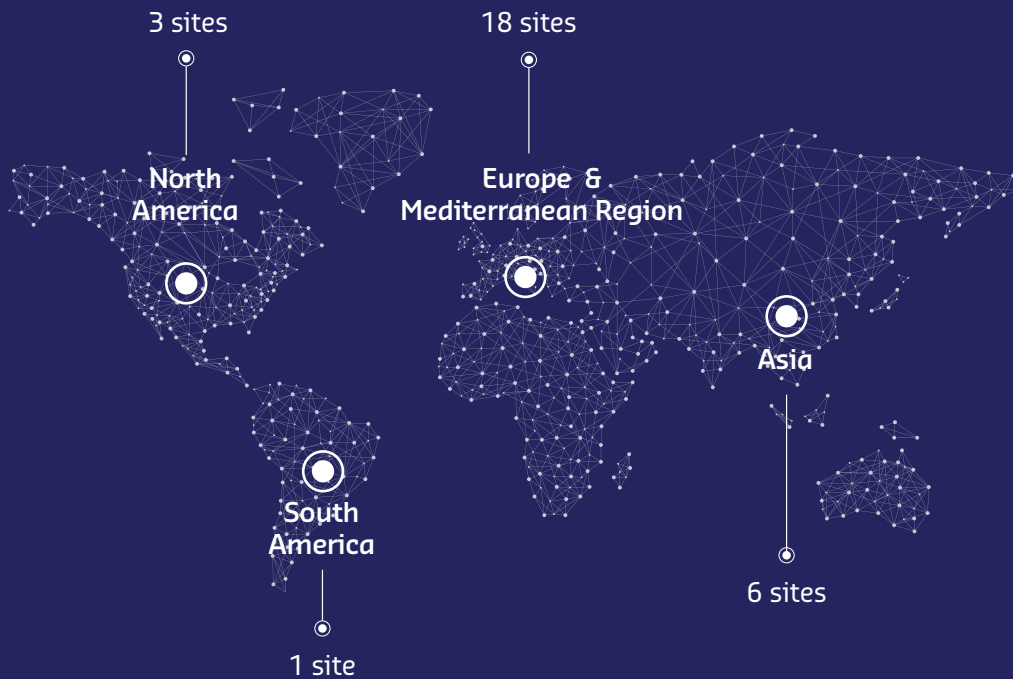 3 sites
18 sites
North
America
Europe &
Mediterranean Region
Asia
South
America
6 sites
1 site